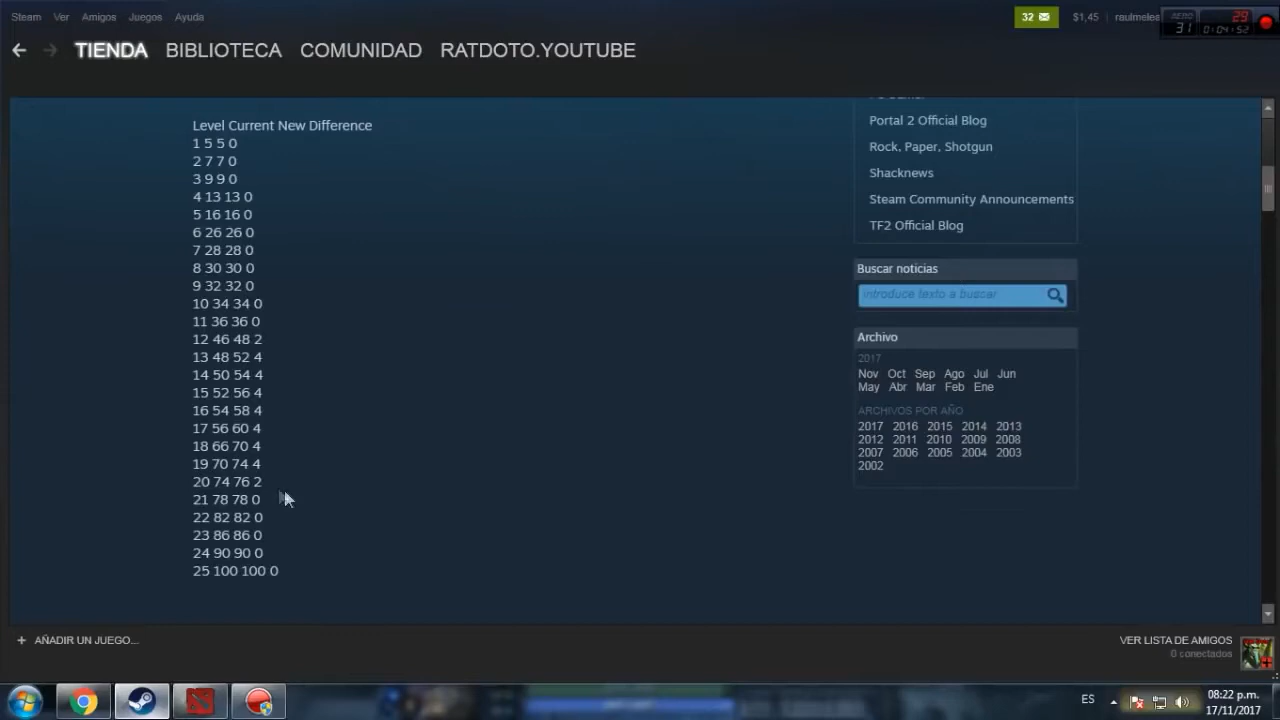 Steam Ver Amigos Juegos Ayuda
32 $1,45 raulmelea
29
31 0:04:52
TIENDA BIBLIOTECA COMUNIDAD RATDOTO.YOUTUBE
Level Current New Difference
1 5 5 0
2 7 7 0
3 9 9 0
4 13 13 0
5 16 16 0
6 26 26 0
7 28 28 0
8 30 30 0
9 32 32 0
10 34 34 0
11 36 36 0
12 46 48 2
13 48 52 4
14 50 54 4
15 52 56 4
16 54 58 4
17 56 60 4
18 66 70 4
19 70 74 4
20 74 76 2
21 78 78 0
22 82 82 0
23 86 86 0
24 90 90 0
25 100 100 0
Portal 2 Official Blog
Rock, Paper, Shotgun
Shacknews
Steam Community Announcements
TF2 Official Blog
Buscar noticias
introduce texto a buscar
Archivo
2017
Nov Oct Sep Ago Jul Jun
May Abr Mar Feb Ene
ARCHIVOS POR AÑO
2017 2016 2015 2014 2013
2012 2011 2010 2009 2008
2007 2006 2005 2004 2003
2002
+ AÑADIR UN JUEGO...
VER LISTA DE AMIGOS
0 conectados
ES
08:22 p.m.
17/11/2017